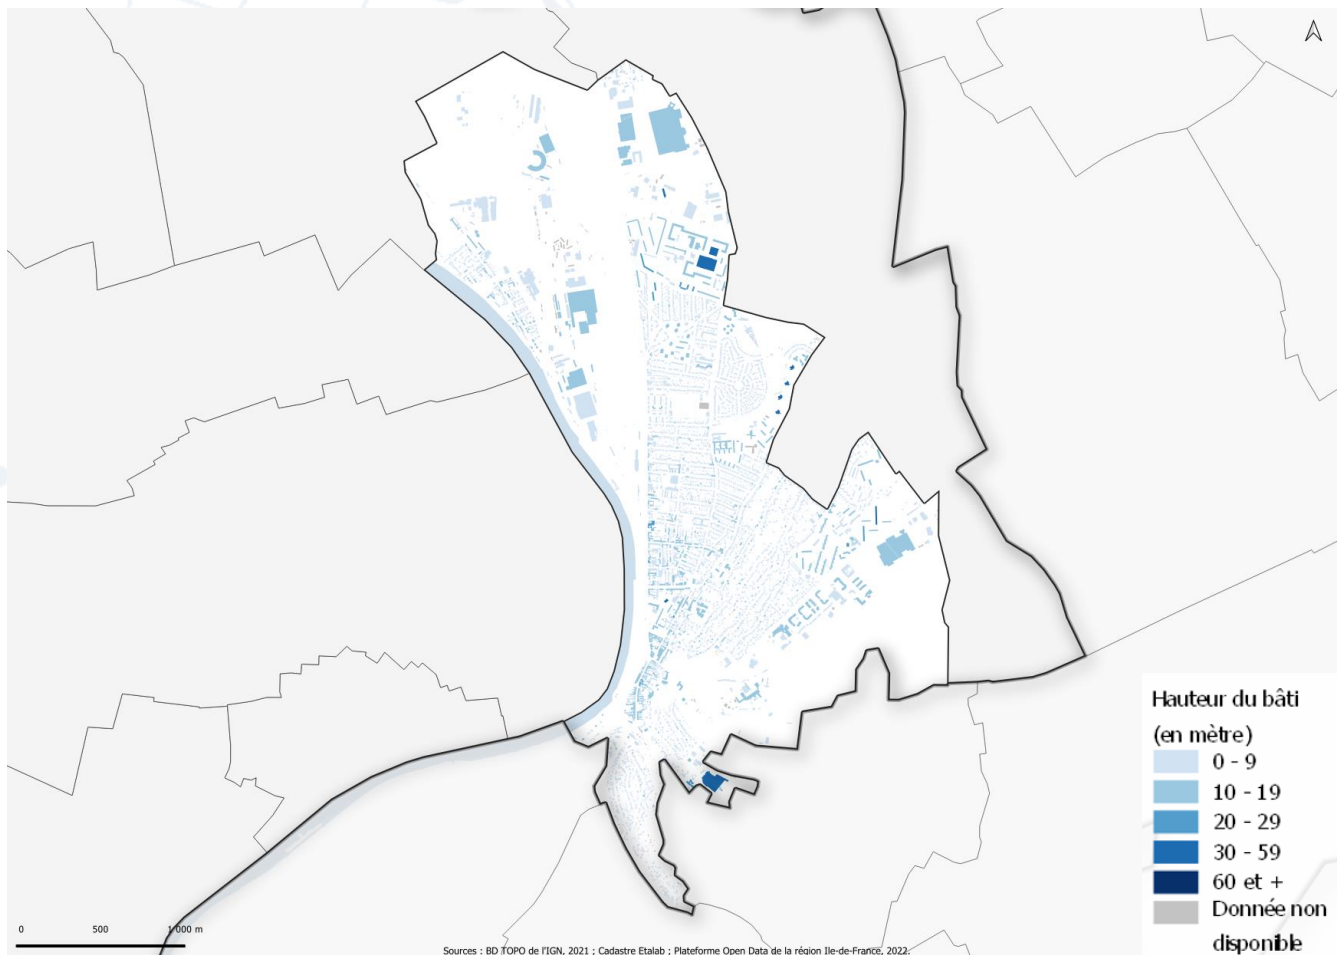 Hauteur du bâti
(en mètre)
0 - 9
10 - 19
20 - 29
30 - 59
60 et +
Donnée non
disponible
0 500 1 000 m
Sources : BD TOPO de l'IGN, 2021 ; Cadastre Etalab ; Plateforme Open Data de la région Ile-de-France, 2022.